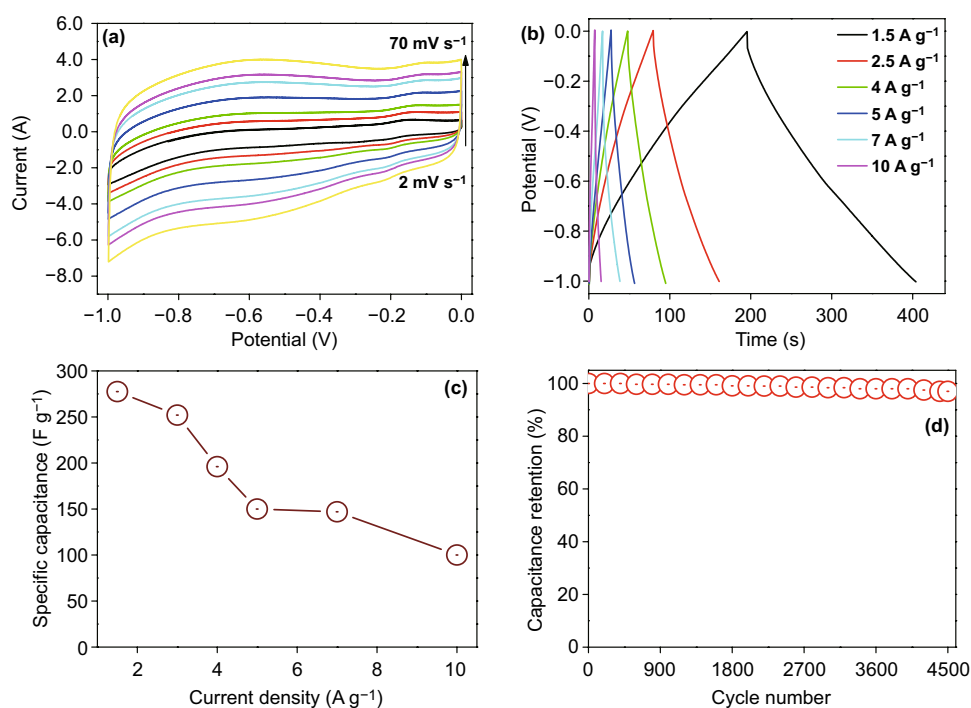 (a)
70 mV s⁻¹
2 mV s⁻¹
Current (A)
6.0
4.0
2.0
0.0
−2.0
−4.0
−6.0
−8.0
−1.0
−0.8
−0.6
−0.4
−0.2
0.0
Potential (V)
(b)
1.5 A g⁻¹
2.5 A g⁻¹
4 A g⁻¹
5 A g⁻¹
7 A g⁻¹
10 A g⁻¹
Potential (V)
0.0
−0.2
−0.4
−0.6
−0.8
−1.0
0
100
200
300
400
Time (s)
(c)
Specific capacitance (F g⁻¹)
300
250
200
150
100
50
0
2
4
6
8
10
Current density (A g⁻¹)
(d)
Capacitance retention (%)
100
80
60
40
20
0
0
900
1800
2700
3600
4500
Cycle number